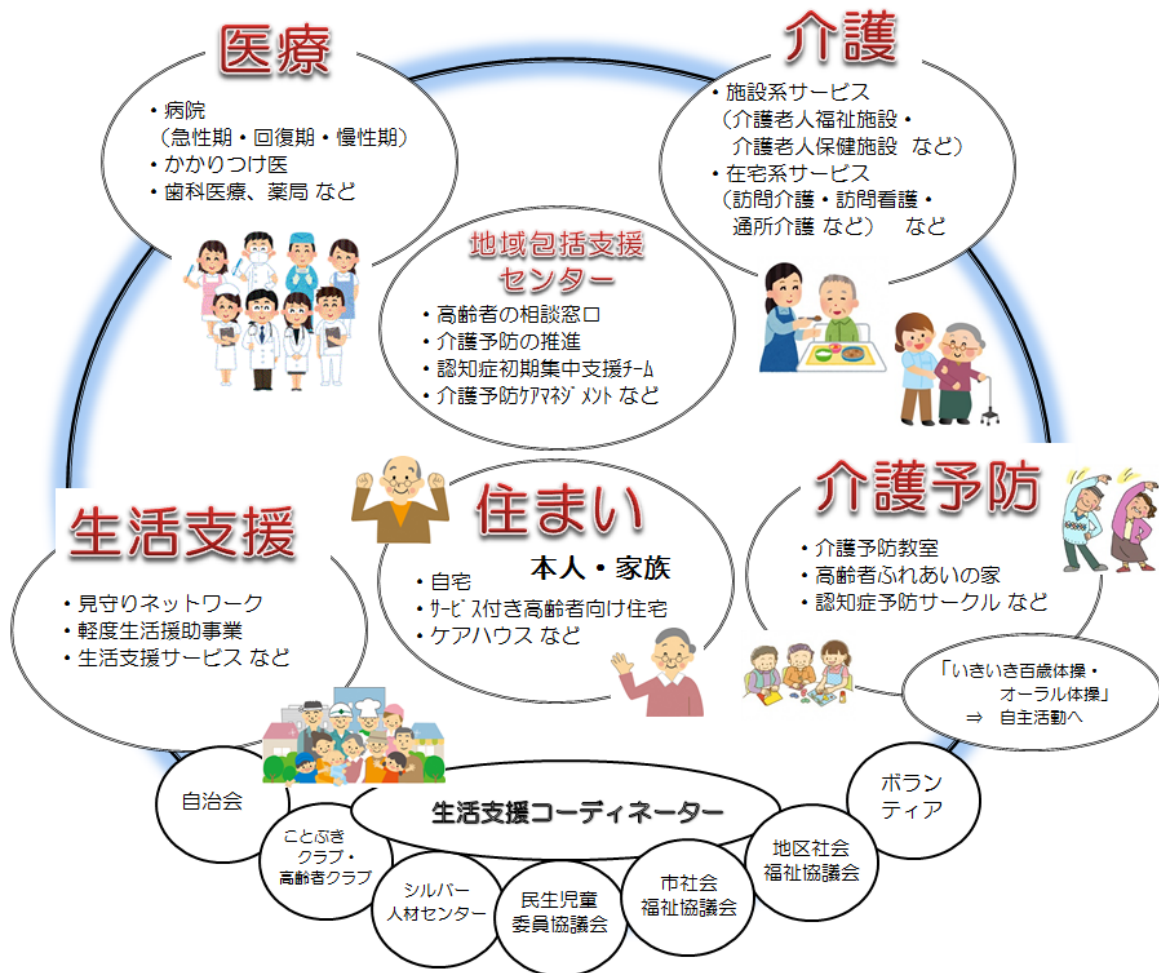 医療
・病院
（急性期・回復期・慢性期）
・かかりつけ医
・歯科医療、薬局 など
介護
・施設系サービス
（介護老人福祉施設・
介護老人保健施設 など）
・在宅系サービス
（訪問介護・訪問看護・
通所介護 など） など
地域包括支援
センター
・高齢者の相談窓口
・介護予防の推進
・認知症初期集中支援ﾁｰﾑ
・介護予防ｹｱﾏﾈｼﾞﾒﾝﾄ など
生活支援
・見守りネットワーク
・軽度生活援助事業
・生活支援サービス など
住まい
本人・家族
・自宅
・ｻｰﾋﾞｽ付き高齢者向け住宅
・ケアハウス など
介護予防
・介護予防教室
・高齢者ふれあいの家
・認知症予防サークル など
「いきいき百歳体操・
オーラル体操」
⇒ 自主活動へ
生活支援コーディネーター
自治会
ことぶき
クラブ・
高齢者クラブ
シルバー
人材センター
民生児童
委員協議会
市社会
福祉協議会
地区社会
福祉協議会
ボラン
ティア